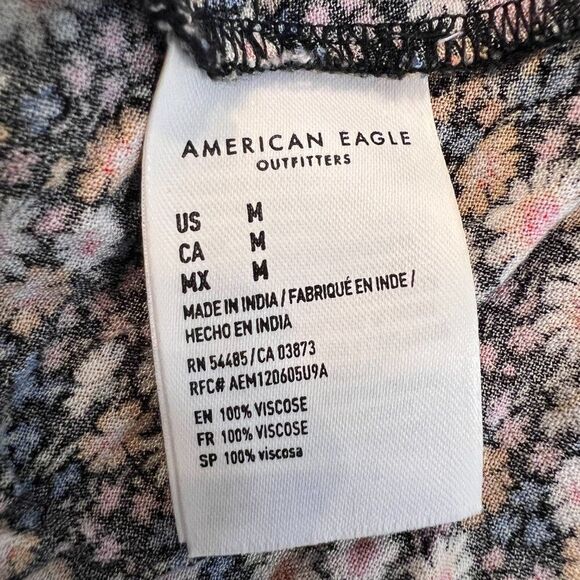 AMERICAN EAGLE
OUTFITTERS
US M
CA M
MX M
MADE IN INDIA / FABRIQUÉ EN INDE /
HECHO EN INDIA
RN 54485 / CA 03873
RFC# AEM120605U9A
EN 100% VISCOSE
FR 100% VISCOSE
SP 100% viscosa